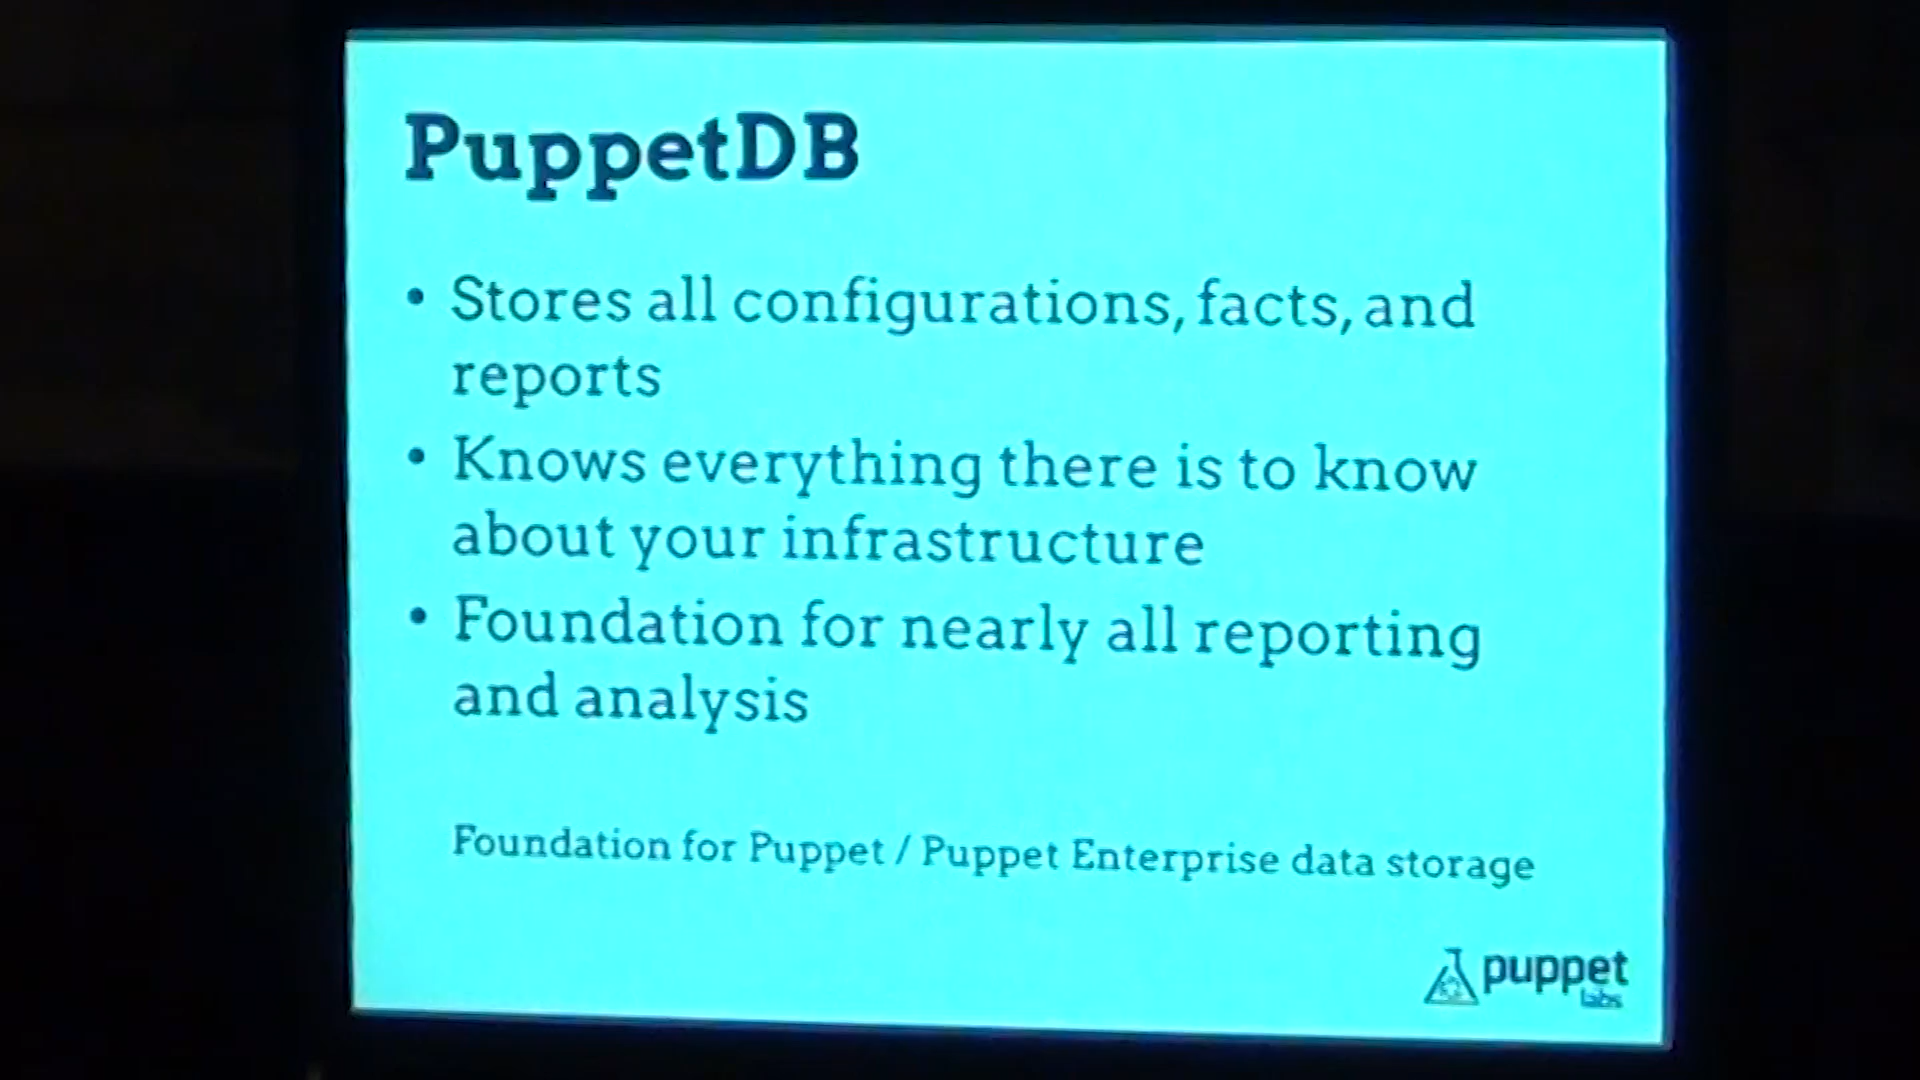 PuppetDB
• Stores all configurations, facts, and
reports
• Knows everything there is to know
about your infrastructure
• Foundation for nearly all reporting
and analysis
Foundation for Puppet / Puppet Enterprise data storage
puppet
labs